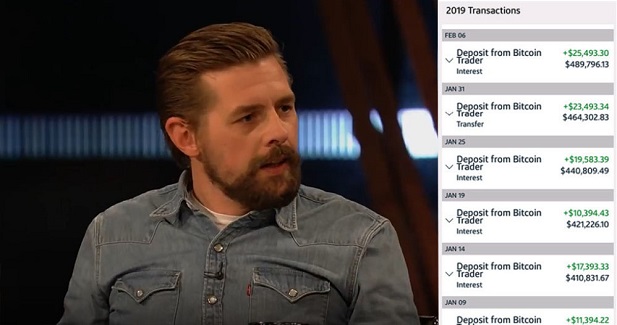 2019 Transactions
FEB 06
Deposit from Bitcoin +$25,493.30
Trader $489,796.13
Interest
JAN 31
Deposit from Bitcoin +$23,493.34
Trader $464,302.83
Transfer
JAN 25
Deposit from Bitcoin +$19,583.39
Trader $440,809.49
Interest
JAN 19
Deposit from Bitcoin +$10,394.43
Trader $421,226.10
Interest
JAN 14
Deposit from Bitcoin +$17,393.33
Trader $410,831.67
Interest
JAN 09
Deposit from Bitcoin +$11,394.22